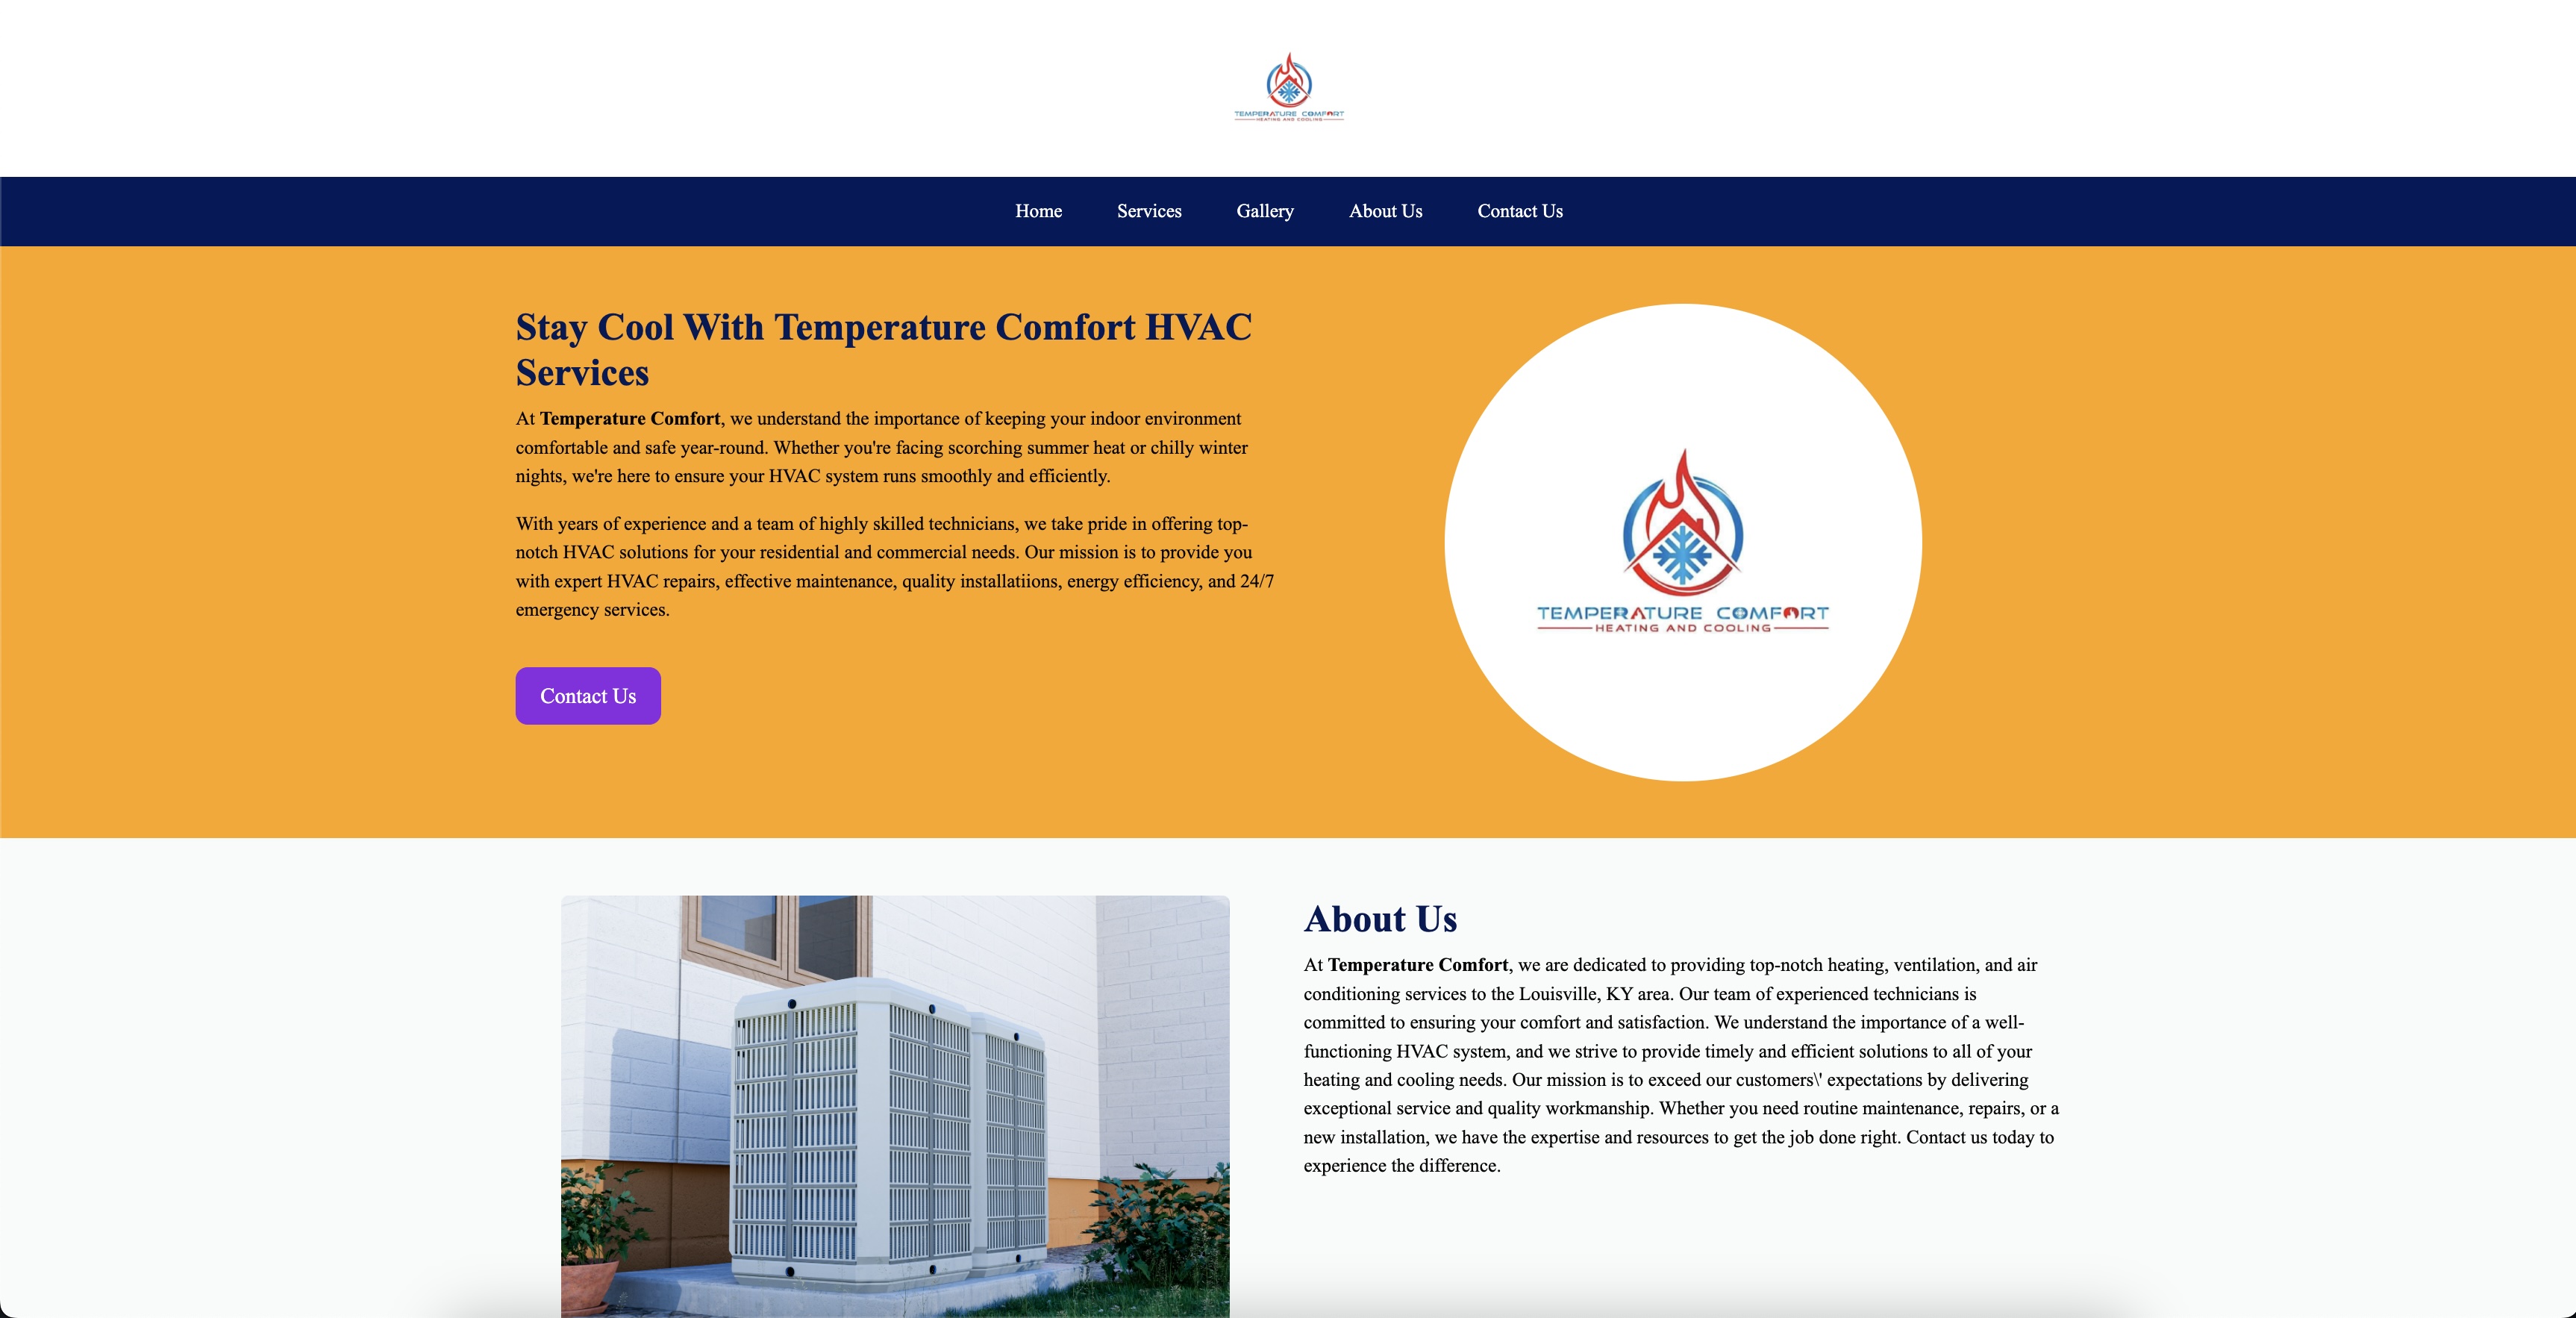 TEMPERATURE COMFORT
HEATING AND COOLING
Home Services Gallery About Us Contact Us
Stay Cool With Temperature Comfort HVAC
Services
At Temperature Comfort, we understand the importance of keeping your indoor environment
comfortable and safe year-round. Whether you're facing scorching summer heat or chilly winter
nights, we're here to ensure your HVAC system runs smoothly and efficiently.
With years of experience and a team of highly skilled technicians, we take pride in offering top-
notch HVAC solutions for your residential and commercial needs. Our mission is to provide you
with expert HVAC repairs, effective maintenance, quality installatiions, energy efficiency, and 24/7
emergency services.
Contact Us
TEMPERATURE COMFORT
HEATING AND COOLING
About Us
At Temperature Comfort, we are dedicated to providing top-notch heating, ventilation, and air
conditioning services to the Louisville, KY area. Our team of experienced technicians is
committed to ensuring your comfort and satisfaction. We understand the importance of a well-
functioning HVAC system, and we strive to provide timely and efficient solutions to all of your
heating and cooling needs. Our mission is to exceed our customers\' expectations by delivering
exceptional service and quality workmanship. Whether you need routine maintenance, repairs, or a
new installation, we have the expertise and resources to get the job done right. Contact us today to
experience the difference.